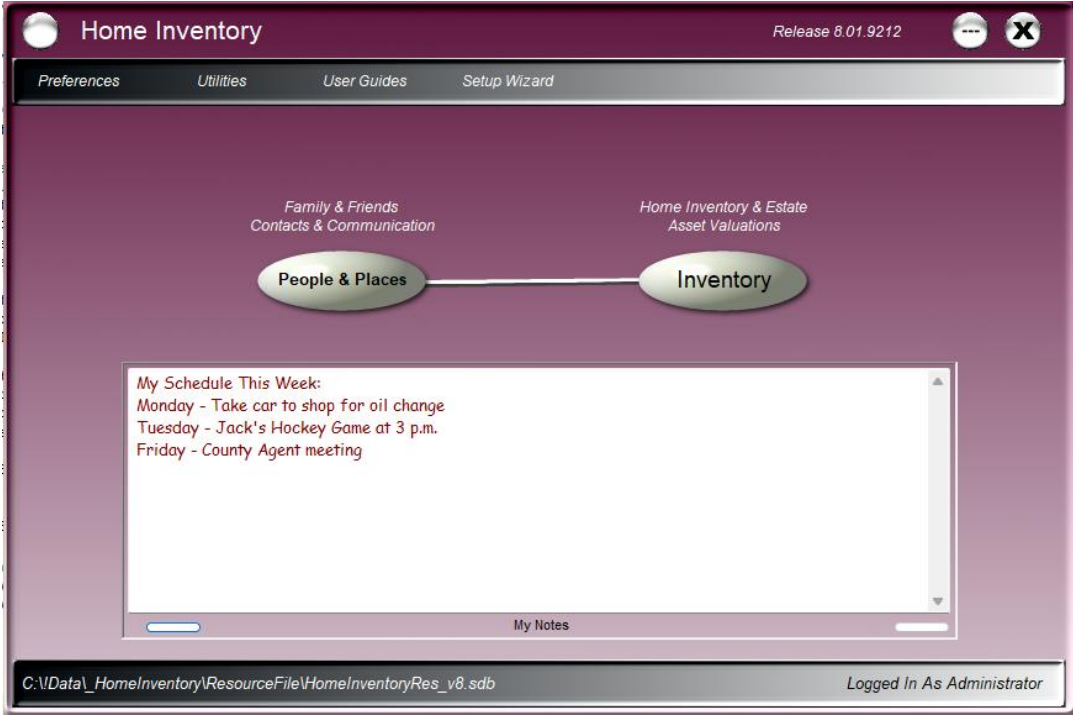 Home Inventory
Release 8.01.9212
---
X
Preferences
Utilities
User Guides
Setup Wizard
Family & Friends
Contacts & Communication
Home Inventory & Estate
Asset Valuations
People & Places
Inventory
My Schedule This Week:
Monday - Take car to shop for oil change
Tuesday - Jack's Hockey Game at 3 p.m.
Friday - County Agent meeting
My Notes
C:\!Data\_HomeInventory\ResourceFile\HomeInventoryRes_v8.sdb
Logged In As Administrator